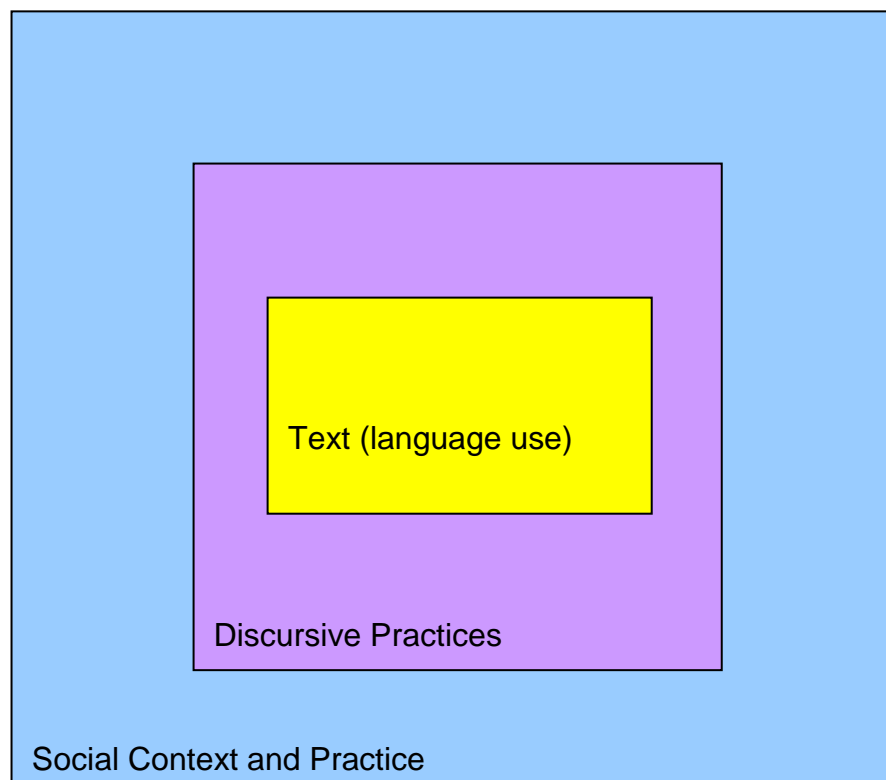 Text (language use)
Discursive Practices
Social Context and Practice